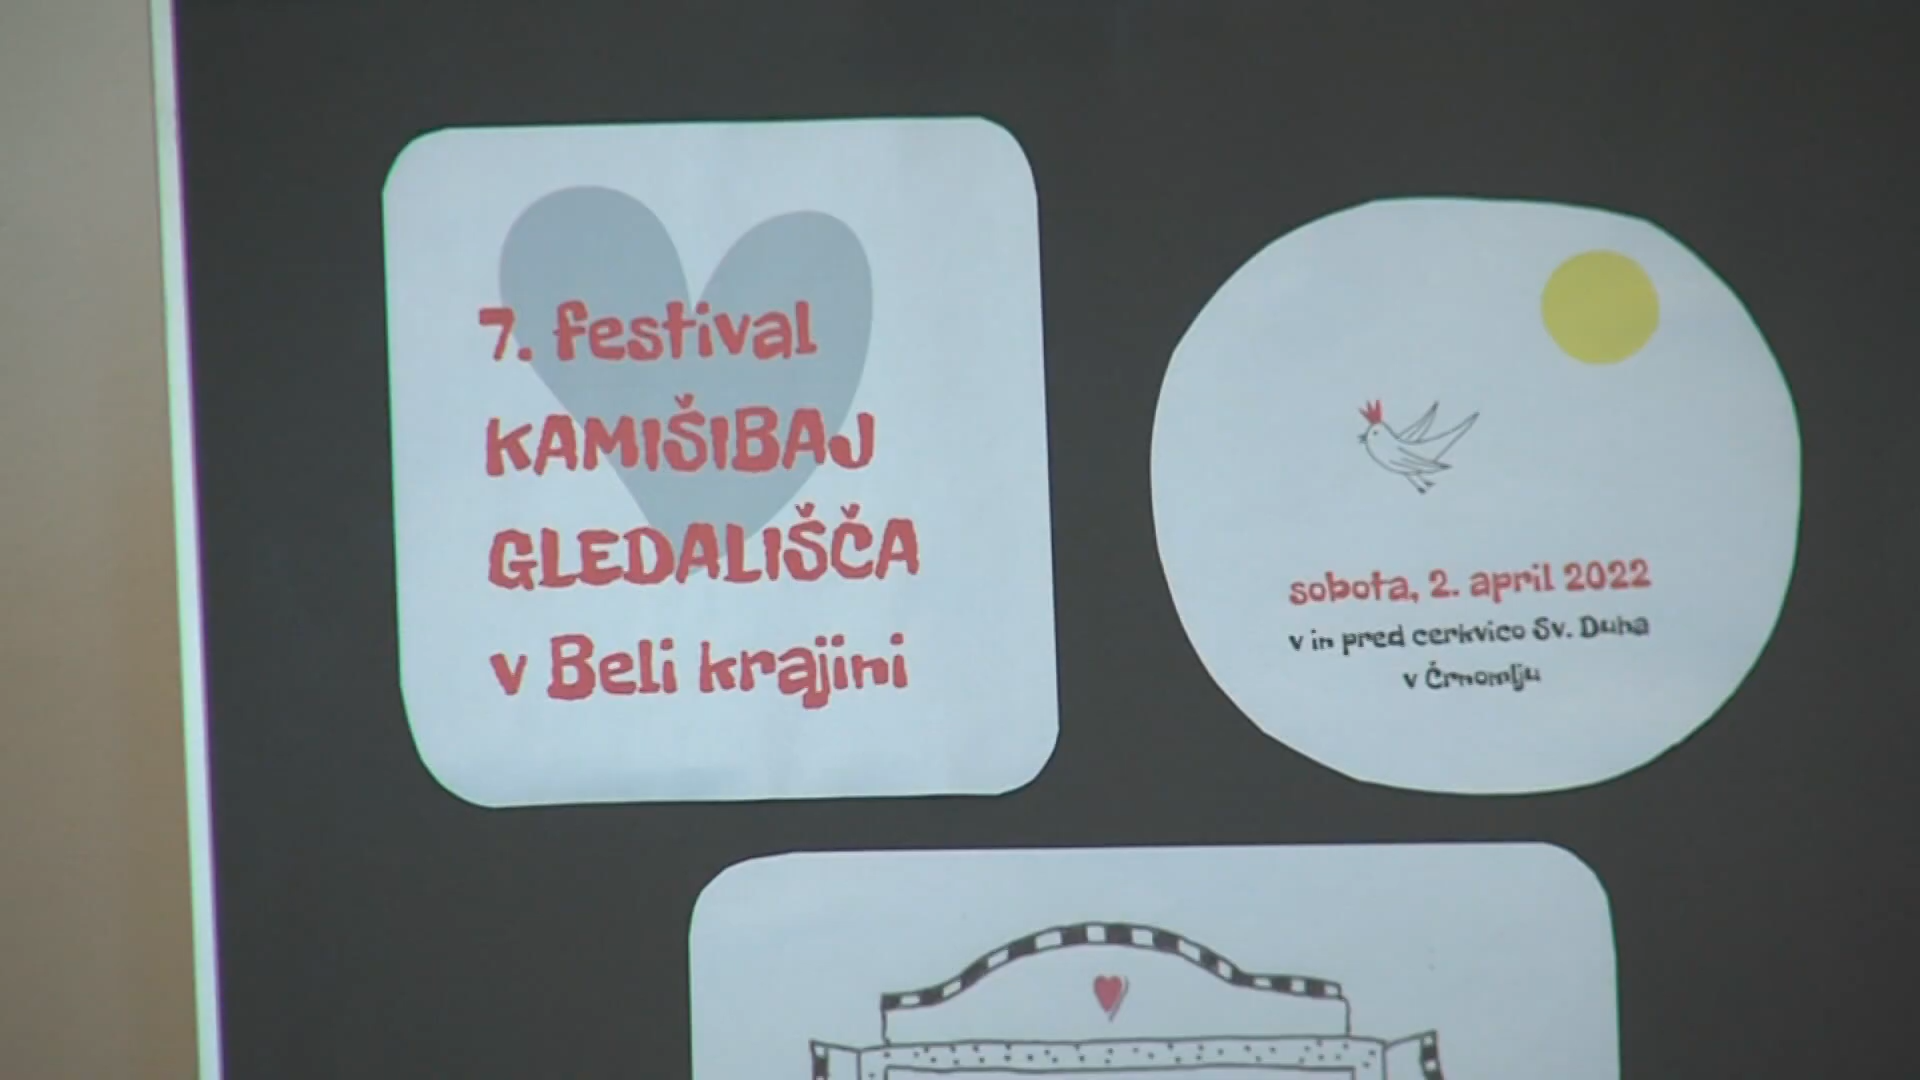 7. festival
KAMIŠIBAJ
GLEDALIŠČA
v Beli krajini
sobota, 2. april 2022
v in pred cerkvico Sv. Duha
v Črnomlju